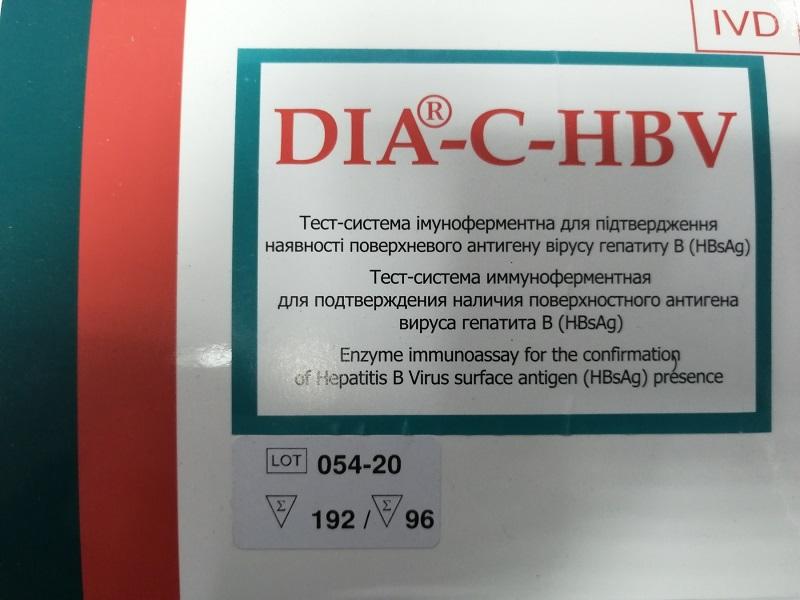 IVD
DIA®-C-HBV
Тест-система імуноферментна для підтвердження
наявності поверхневого антигену вірусу гепатиту В (HBsAg)
Тест-система иммуноферментная
для подтверждения наличия поверхностного антигена
вируса гепатита В (HBsAg)
Enzyme immunoassay for the confirmation
of Hepatitis B Virus surface antigen (HBsAg) presence
LOT 054-20
Σ 192 / Σ 96